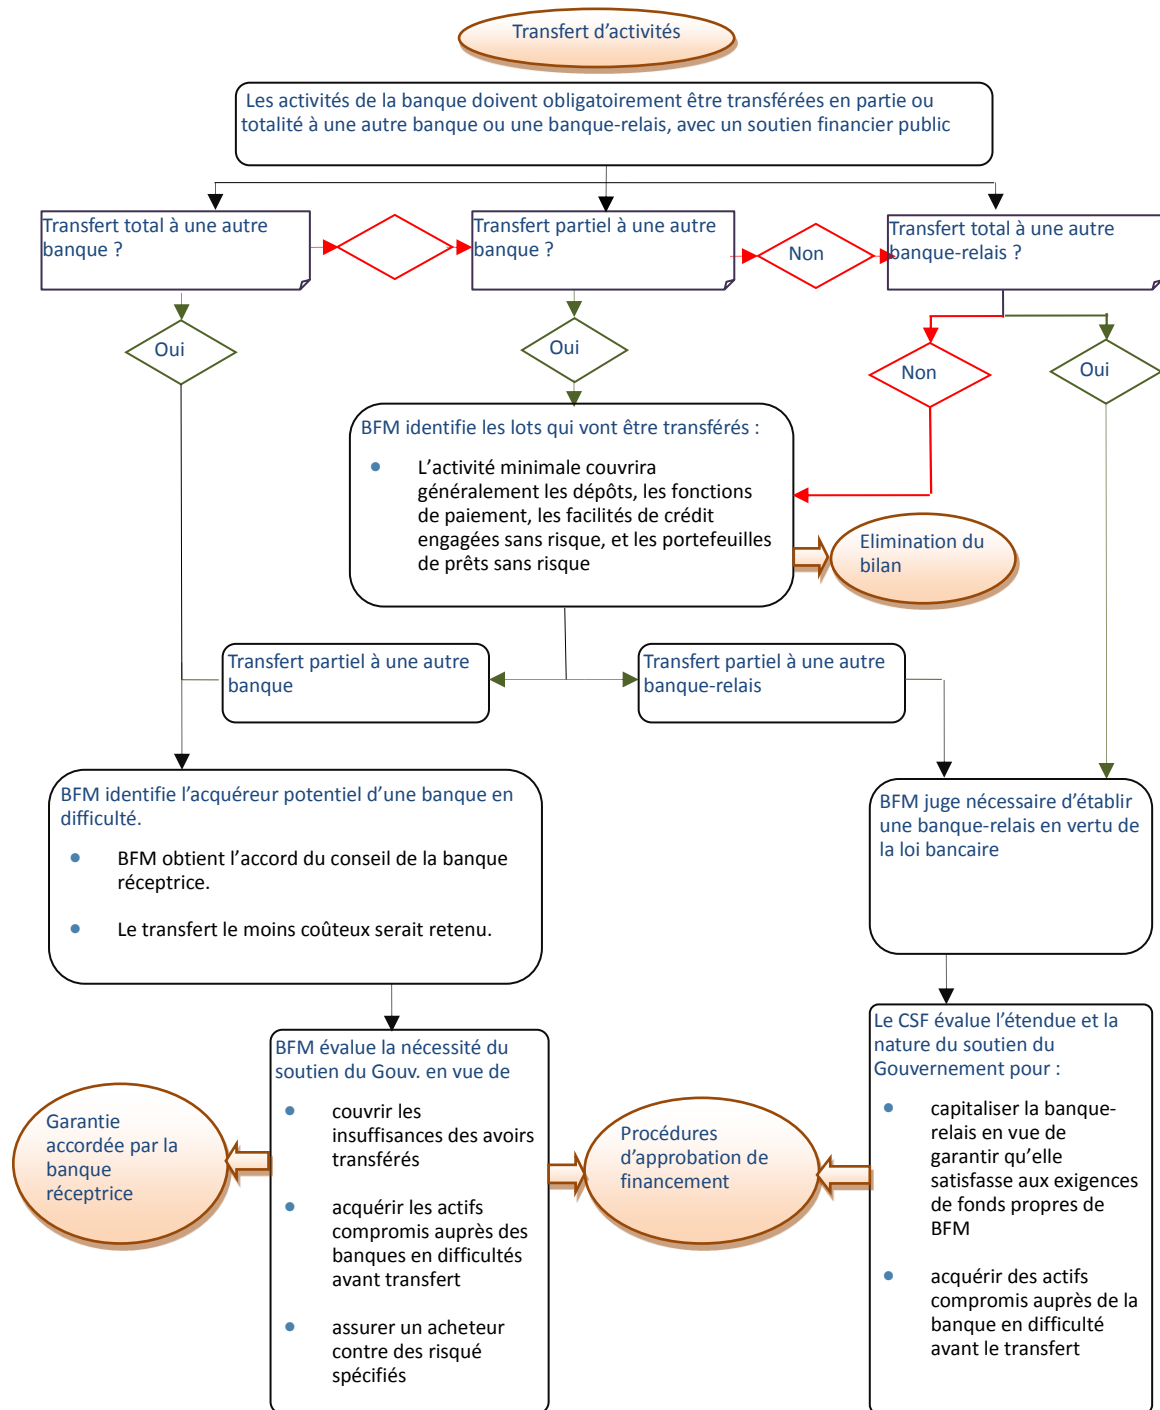 Transfert d’activités
Les activités de la banque doivent obligatoirement être transférées en partie ou
totalité à une autre banque ou une banque-relais, avec un soutien financier public
Transfert total à une autre
banque ?
Transfert partiel à une autre
banque ?
Non
Transfert total à une autre
banque-relais ?
Oui
Oui
Non
Oui
BFM identifie les lots qui vont être transférés :
• L’activité minimale couvrira
généralement les dépôts, les fonctions
de paiement, les facilités de crédit
engagées sans risque, et les portefeuilles
de prêts sans risque
Elimination du
bilan
Transfert partiel à une autre
banque
Transfert partiel à une autre
banque-relais
BFM identifie l’acquéreur potentiel d’une banque en
difficulté.
• BFM obtient l’accord du conseil de la banque
réceptrice.
• Le transfert le moins coûteux serait retenu.
BFM juge nécessaire d’établir
une banque-relais en vertu de
la loi bancaire
Garantie
accordée par la
banque
réceptrice
BFM évalue la nécessité du
soutien du Gouv. en vue de
• couvrir les
insuffisances des avoirs
transférés
• acquérir les actifs
compromis auprès des
banques en difficultés
avant transfert
• assurer un acheteur
contre des risqué
spécifiés
Procédures
d’approbation de
financement
Le CSF évalue l’étendue et la
nature du soutien du
Gouvernement pour :
• capitaliser la banque-
relais en vue de
garantir qu’elle
satisfasse aux exigences
de fonds propres de
BFM
• acquérir des actifs
compromis auprès de la
banque en difficulté
avant le transfert